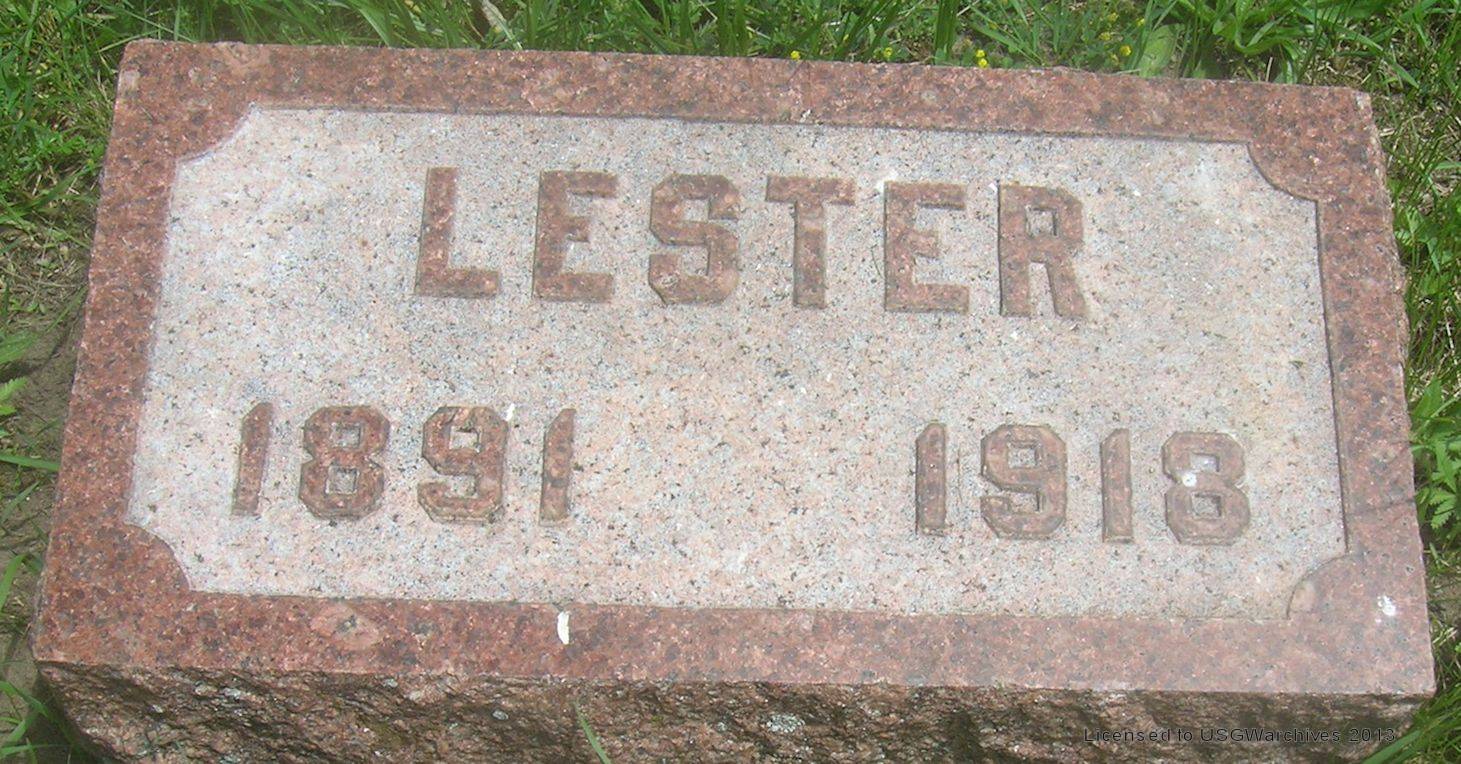 LESTER
1891 1918
Licensed to USGWarchives 2013